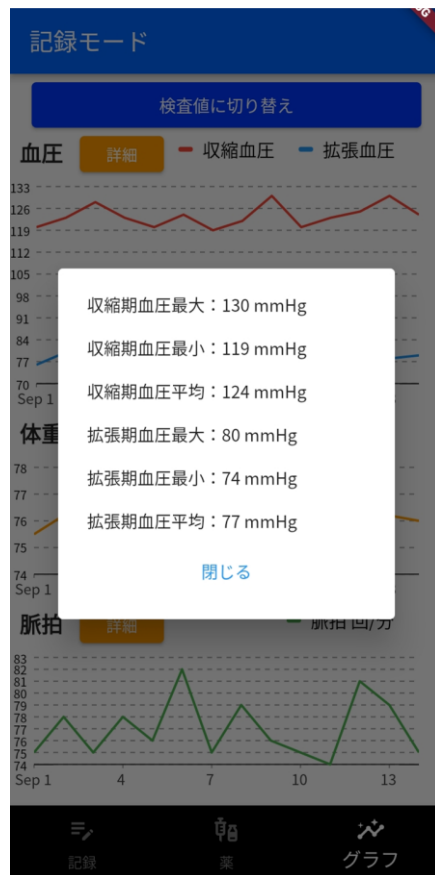 記録モード
検査値に切り替え
血圧 詳細 収縮血圧 拡張血圧
133
126
119
112
105
98
91
84
77
70
Sep 1
収縮期血圧最大：130 mmHg
収縮期血圧最小：119 mmHg
収縮期血圧平均：124 mmHg
拡張期血圧最大：80 mmHg
拡張期血圧最小：74 mmHg
拡張期血圧平均：77 mmHg
閉じる
体重
78
77
76
75
74
Sep 1
脈拍 詳細 脈拍 回/分
83
82
81
80
79
78
77
76
75
74
Sep 1 4 7 10 13
記録 薬 グラフ